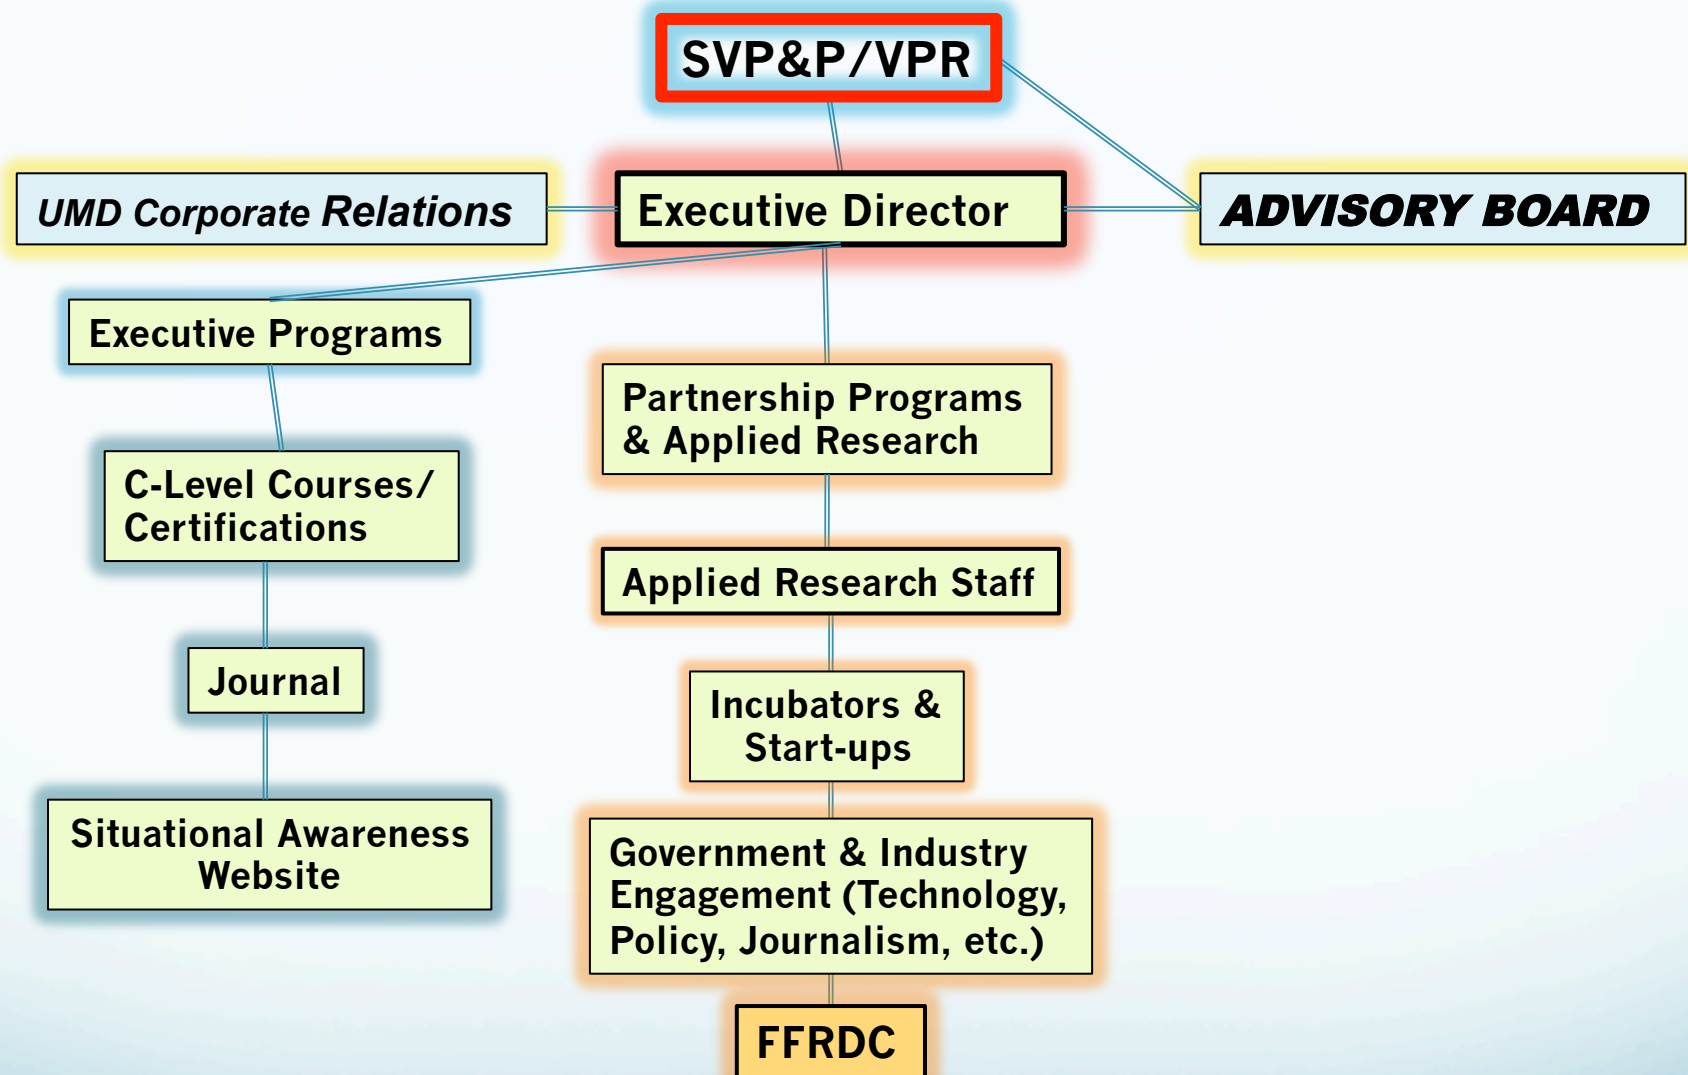 SVP&P/VPR
UMD Corporate Relations
Executive Director
ADVISORY BOARD
Executive Programs
C-Level Courses/
Certifications
Journal
Situational Awareness
Website
Partnership Programs
& Applied Research
Applied Research Staff
Incubators &
Start-ups
Government & Industry
Engagement (Technology,
Policy, Journalism, etc.)
FFRDC